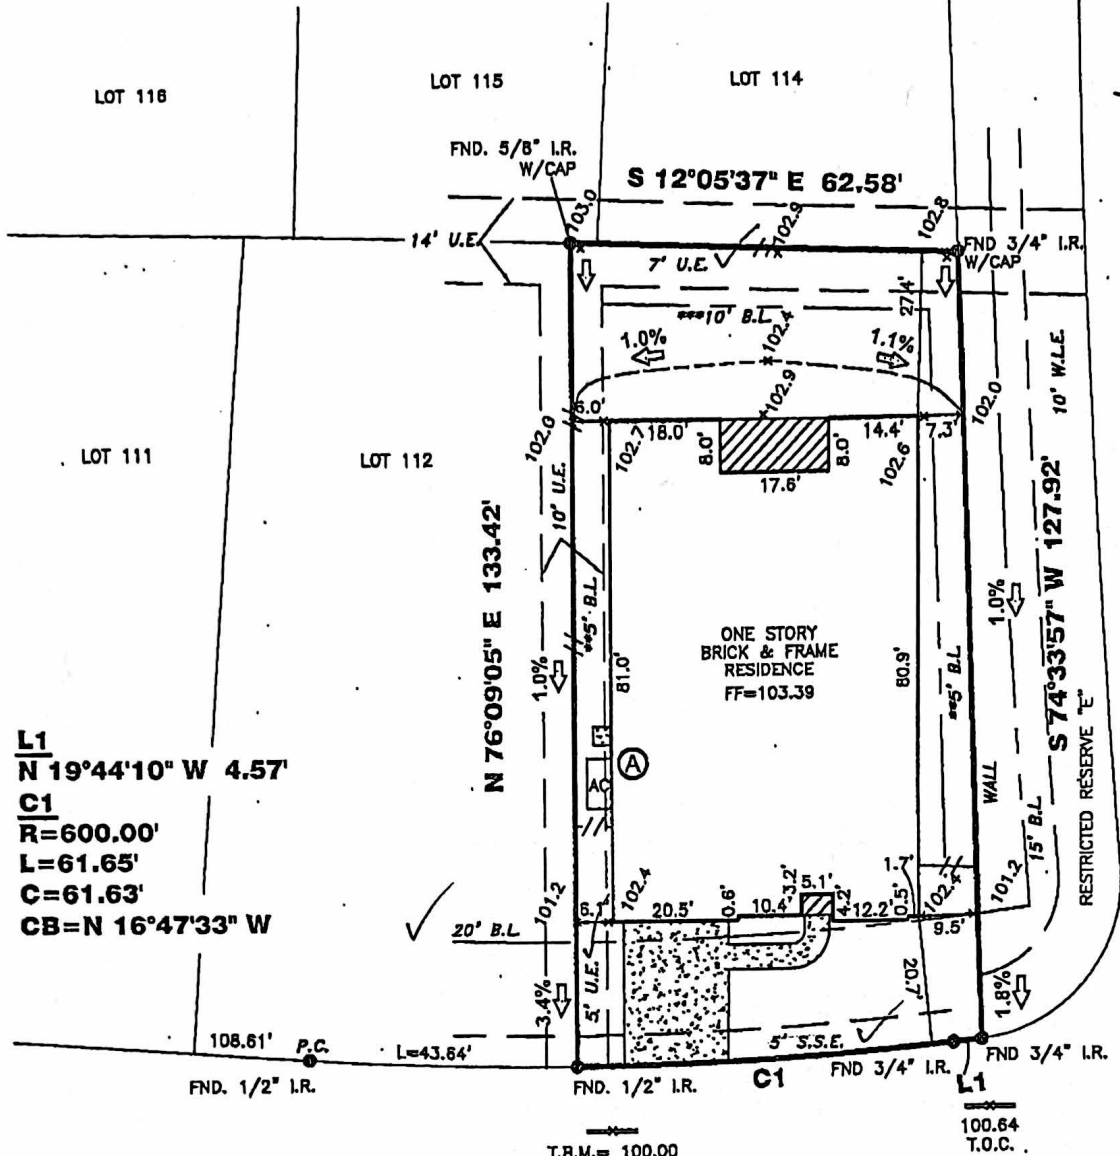 LOT 116
LOT 115
LOT 114
FND. 5/8" I.R.
W/CAP
S 12°05'37" E 62.58'
103.0
102.9
102.8
14' U.E.
7' U.E.
FND 3/4" I.R.
W/CAP
27.4'
***10' B.L.
102.4
1.0%
1.1%
10' W.L.E.
102.9
6.0'
102.0
102.7
18.0'
8.0'
17.6'
8.0'
14.4'
102.6
7.3'
102.0
LOT 111
LOT 112
10' U.E.
N 76°09'05" E 133.42'
S 74°33'57" W 127.92'
1.0%
**5' B.L.
81.0'
ONE STORY
BRICK & FRAME
RESIDENCE
FF=103.39
80.9'
**5' B.L.
1.0%
WALL
15' B.L.
RESTRICTED RESERVE "E"
L1
N 19°44'10" W 4.57'
C1
R=600.00'
L=61.65'
C=61.63'
CB=N 16°47'33" W
A
AC
101.2
6.1'
102.4
20.5'
0.6'
10.4'
3.2'
5.1'
4.2'
12.2'
0.5'
1.7'
102.4
9.5'
101.2
20' B.L.
3.4%
5' U.E.
20.7'
1.8%
5' S.S.E.
108.61'
P.C.
L=43.64'
FND. 1/2" I.R.
FND. 1/2" I.R.
C1
FND 3/4" I.R.
L1
FND 3/4" I.R.
100.64
T.O.C.
T.B.M.= 100.00